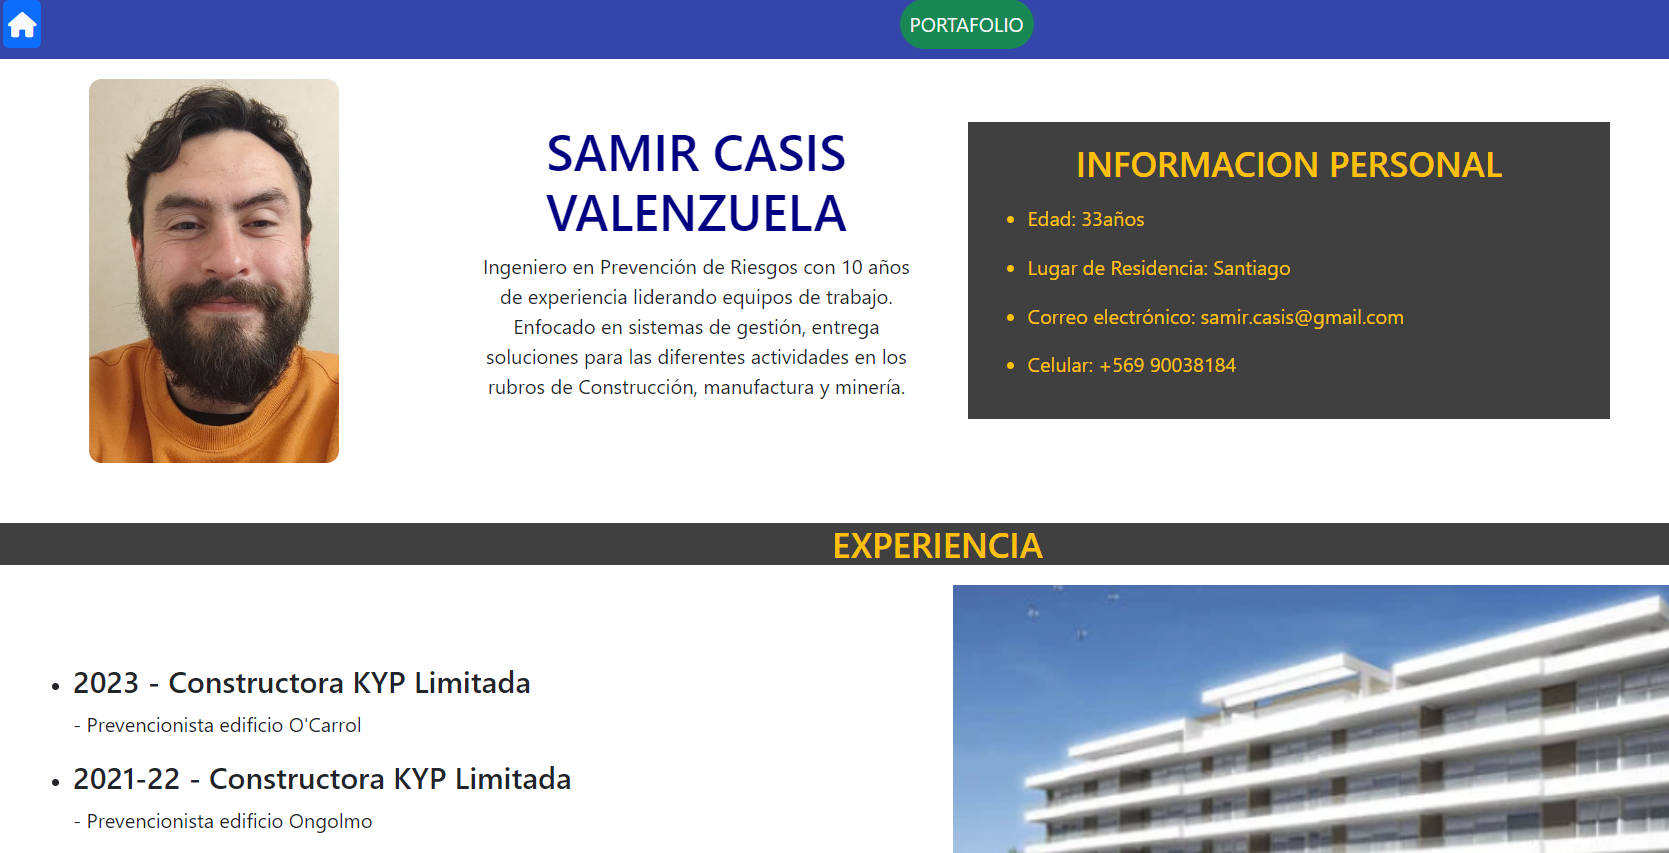 PORTAFOLIO
SAMIR CASIS
VALENZUELA
Ingeniero en Prevención de Riesgos con 10 años
de experiencia liderando equipos de trabajo.
Enfocado en sistemas de gestión, entrega
soluciones para las diferentes actividades en los
rubros de Construcción, manufactura y minería.
INFORMACION PERSONAL
• Edad: 33años
• Lugar de Residencia: Santiago
• Correo electrónico: samir.casis@gmail.com
• Celular: +569 90038184
EXPERIENCIA
• 2023 - Constructora KYP Limitada
- Prevencionista edificio O'Carrol
• 2021-22 - Constructora KYP Limitada
- Prevencionista edificio Ongolmo